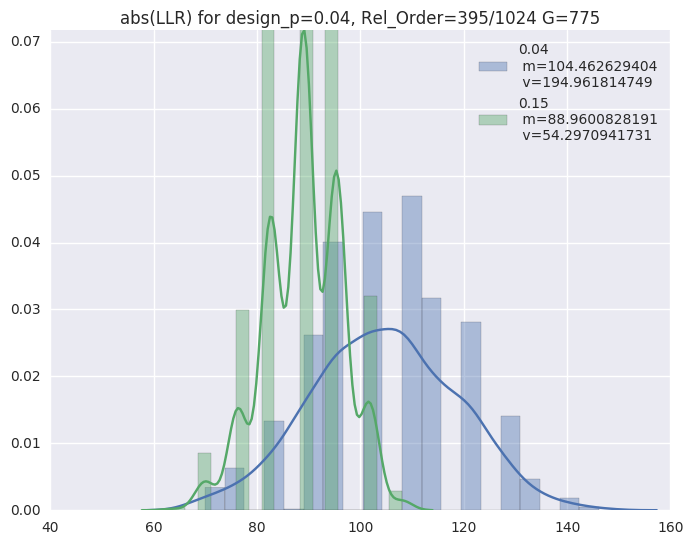 abs(LLR) for design_p=0.04, Rel_Order=395/1024 G=775
0.04
m=104.462629404
v=194.961814749
0.15
m=88.9600828191
v=54.2970941731
0.07
0.06
0.05
0.04
0.03
0.02
0.01
0.00
40 60 80 100 120 140 160